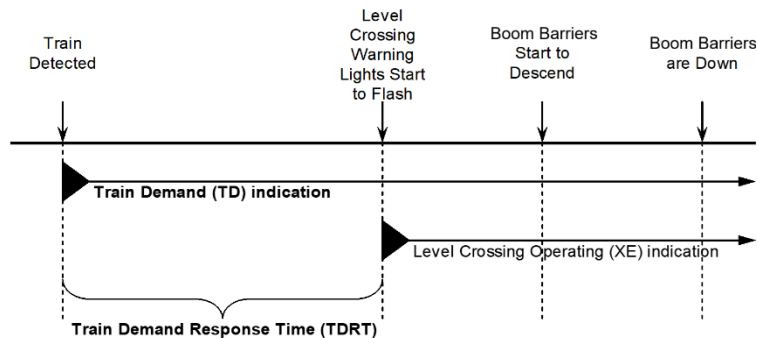 Train
Detected
Level
Crossing
Warning
Lights Start
to Flash
Boom Barriers
Start to
Descend
Boom Barriers
are Down
Train Demand (TD) indication
Level Crossing Operating (XE) indication
Train Demand Response Time (TDRT)